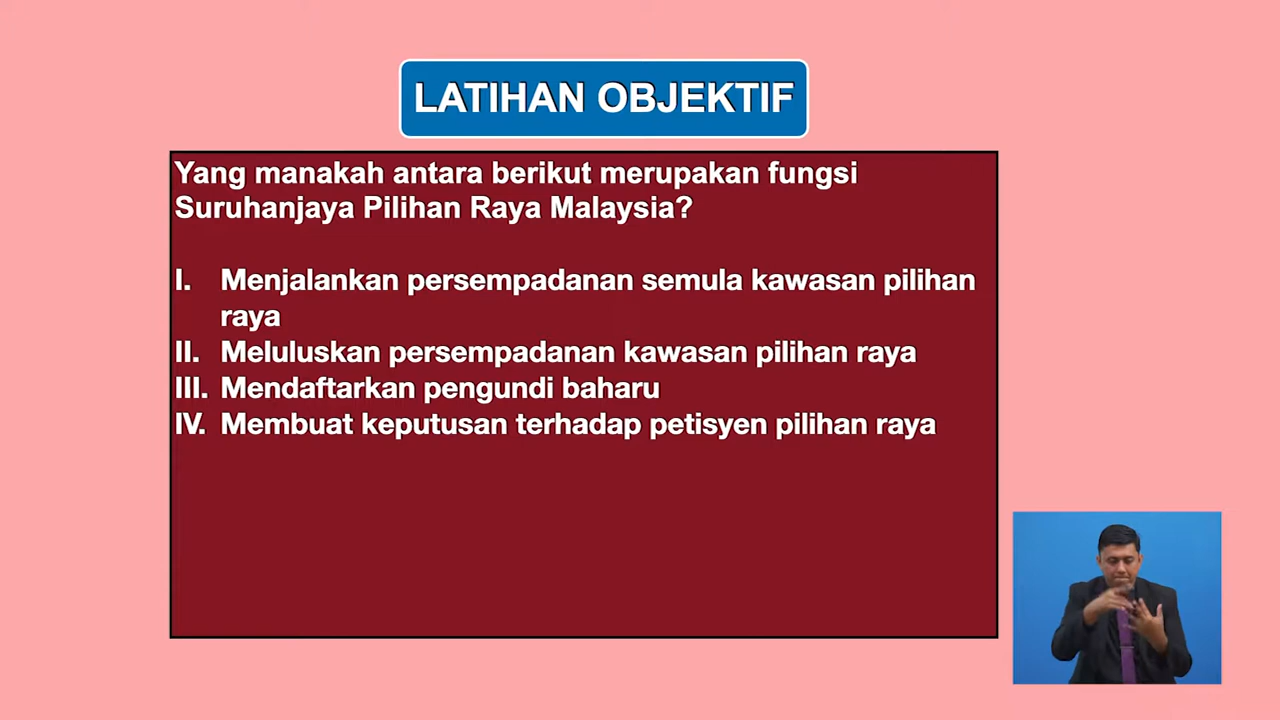 LATIHAN OBJEKTIF
Yang manakah antara berikut merupakan fungsi
Suruhanjaya Pilihan Raya Malaysia?
I. Menjalankan persempadanan semula kawasan pilihan
raya
II. Meluluskan persempadanan kawasan pilihan raya
III. Mendaftarkan pengundi baharu
IV. Membuat keputusan terhadap petisyen pilihan raya